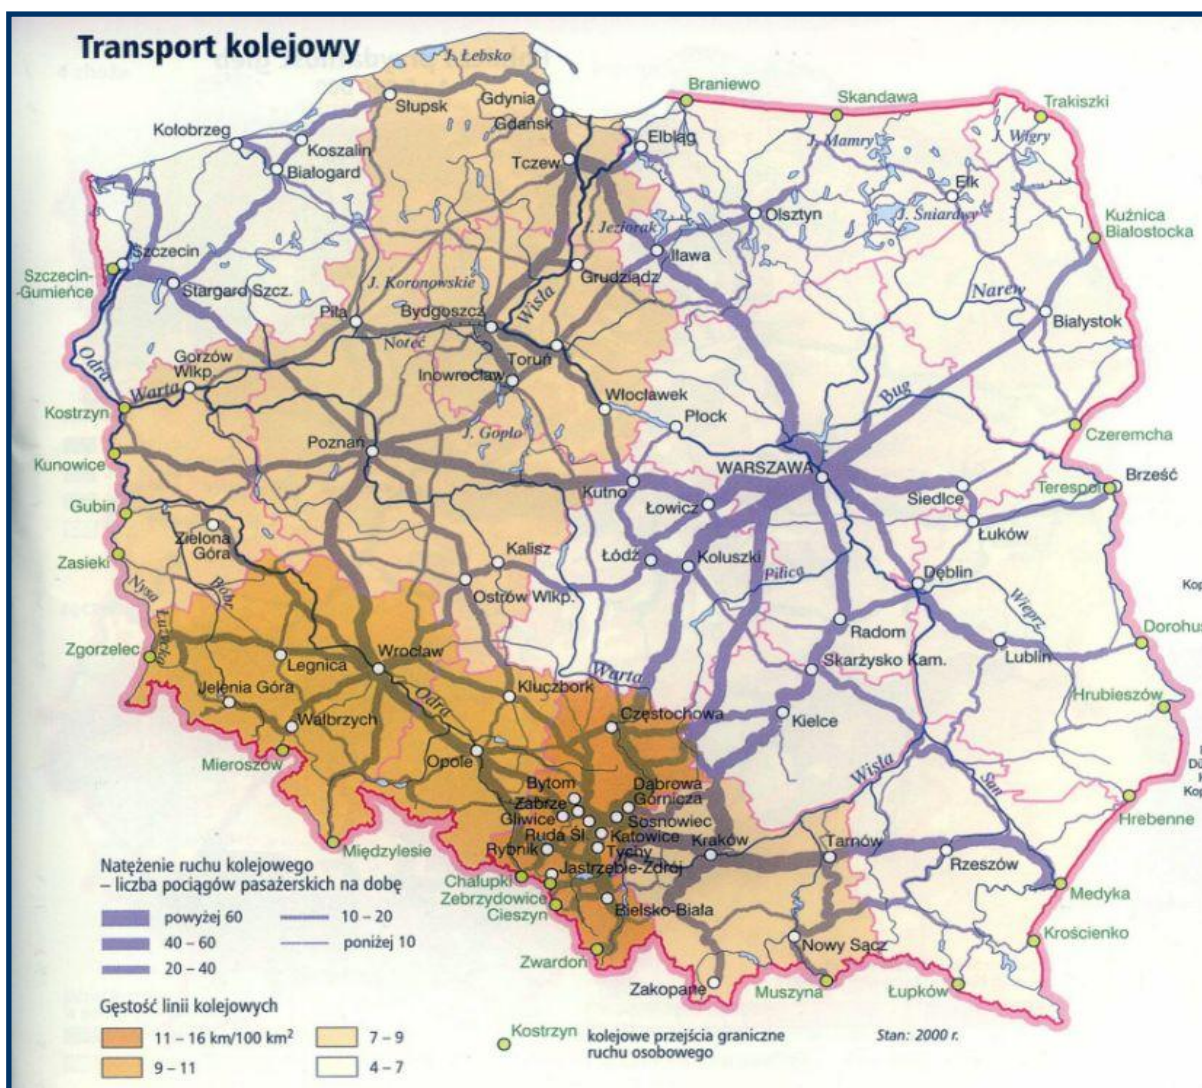 Transport kolejowy
J. Łebsko
Słupsk
Gdynia
Gdańsk
Braniewo
Skandawa
Trakiszki
Kołobrzeg
Koszalin
Białogard
Tczew
Elbląg
J. Mamry
J. Wigry
Ełk
Olsztyn
J. Śniardwy
J. Jeziorak
Iława
Kuźnica
Białostocka
Szczecin
Szczecin-
-Gumieńce
Stargard Szcz.
J. Koronowskie
Grudziądz
Piła
Bydgoszcz
Wisła
Narew
Białystok
Noteć
Toruń
Odra
Gorzów
Wlkp.
Warta
Inowrocław
Włocławek
Bug
Kostrzyn
Płock
Czeremcha
Poznań
J. Gopło
Kunowice
WARSZAWA
Brześć
Terespol
Kutno
Łowicz
Siedlce
Gubin
Łuków
Zielona
Góra
Zasieki
Kalisz
Łódź
Koluszki
Pilica
Dęblin
Kop
Nysa
Łużycka
Bóbr
Ostrów Wlkp.
Wieprz
Radom
Dorohus
Zgorzelec
Legnica
Wrocław
Skarżysko Kam.
Lublin
Warta
Jelenia Góra
Odra
Kluczbork
Hrubieszów
Wałbrzych
Częstochowa
Kielce
Mieroszów
Opole
Wisła
San
Bytom
Dąbrowa
Górnicza
Zabrze
Gliwice
Sosnowiec
Ruda Śl.
Katowice
Kop
Hrebenne
Międzylesie
Rybnik
Tychy
Kraków
Tarnów
Rzeszów
Jastrzębie-Zdrój
Chałupki
Zebrzydowice
Cieszyn
Medyka
Bielsko-Biała
Krościenko
Nowy Sącz
Zwardoń
Zakopane
Muszyna
Łupków
Natężenie ruchu kolejowego
– liczba pociągów pasażerskich na dobę
powyżej 60
10 – 20
40 – 60
poniżej 10
20 – 40
Gęstość linii kolejowych
11 – 16 km/100 km²
7 – 9
9 – 11
4 – 7
Kostrzyn
kolejowe przejścia graniczne
ruchu osobowego
Stan: 2000 r.